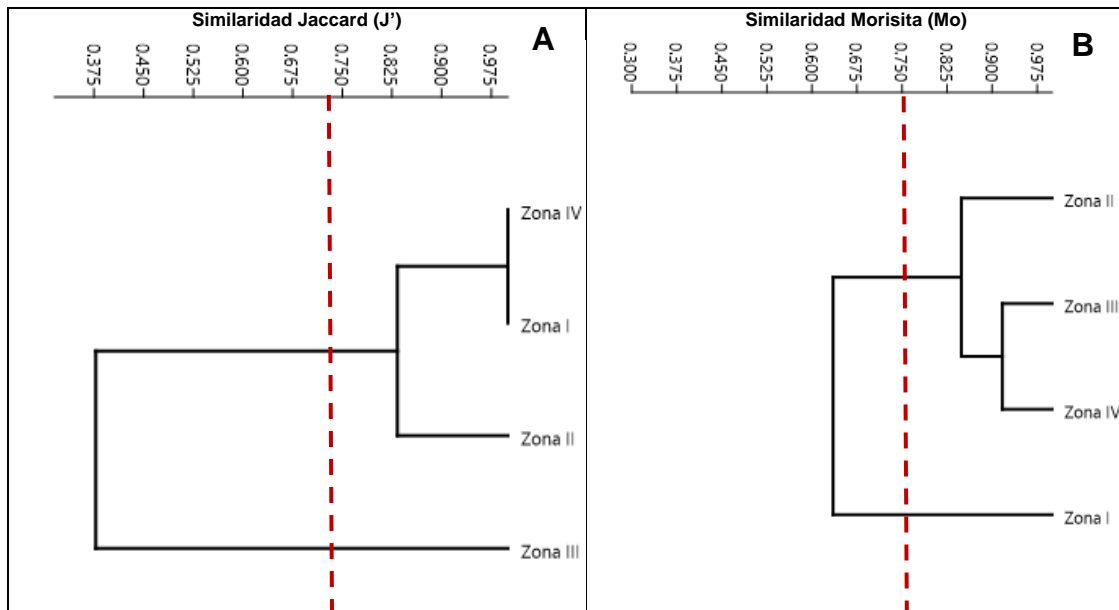 Similaridad Jaccard (J’)
A
0.375
0.450
0.525
0.600
0.675
0.750
0.825
0.900
0.975
Zona IV
Zona I
Zona II
Zona III
Similaridad Morisita (Mo)
B
0.300
0.375
0.450
0.525
0.600
0.675
0.750
0.825
0.900
0.975
Zona II
Zona III
Zona IV
Zona I